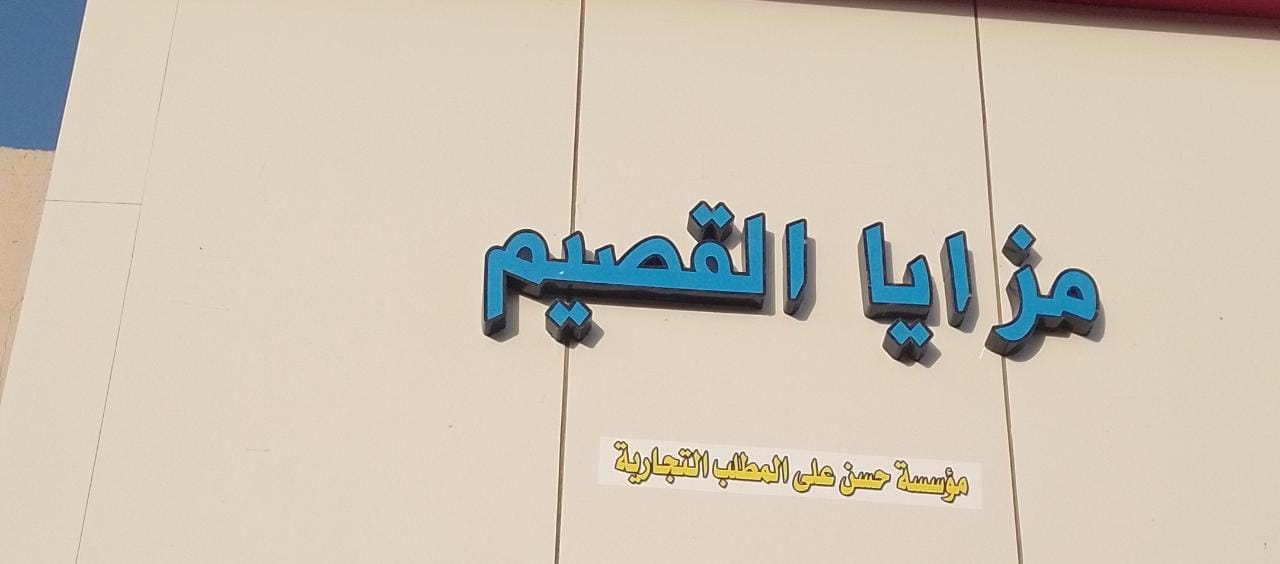 مزايا القصيم
مؤسسة حسن على المطلب التجارية